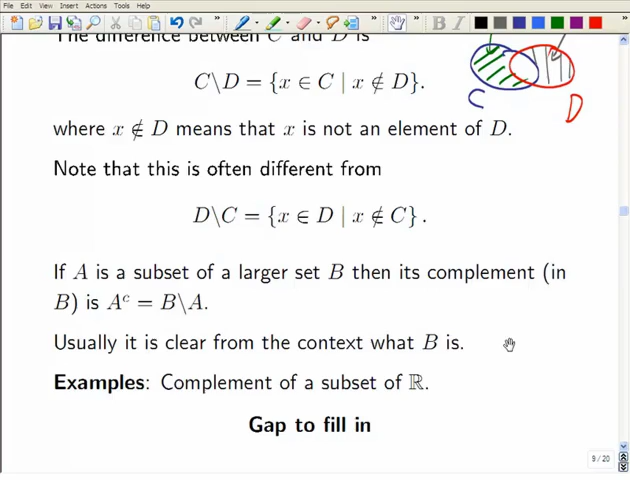 File Edit View Insert Actions Tools Help
B I
The difference between C and D is
C\D = {x ∈ C | x ∉ D}.
C
D
where x ∉ D means that x is not an element of D.
Note that this is often different from
D\C = {x ∈ D | x ∉ C} .
If A is a subset of a larger set B then its complement (in
B) is Aᶜ = B\A.
Usually it is clear from the context what B is.
Examples: Complement of a subset of ℝ.
Gap to fill in
9 / 20